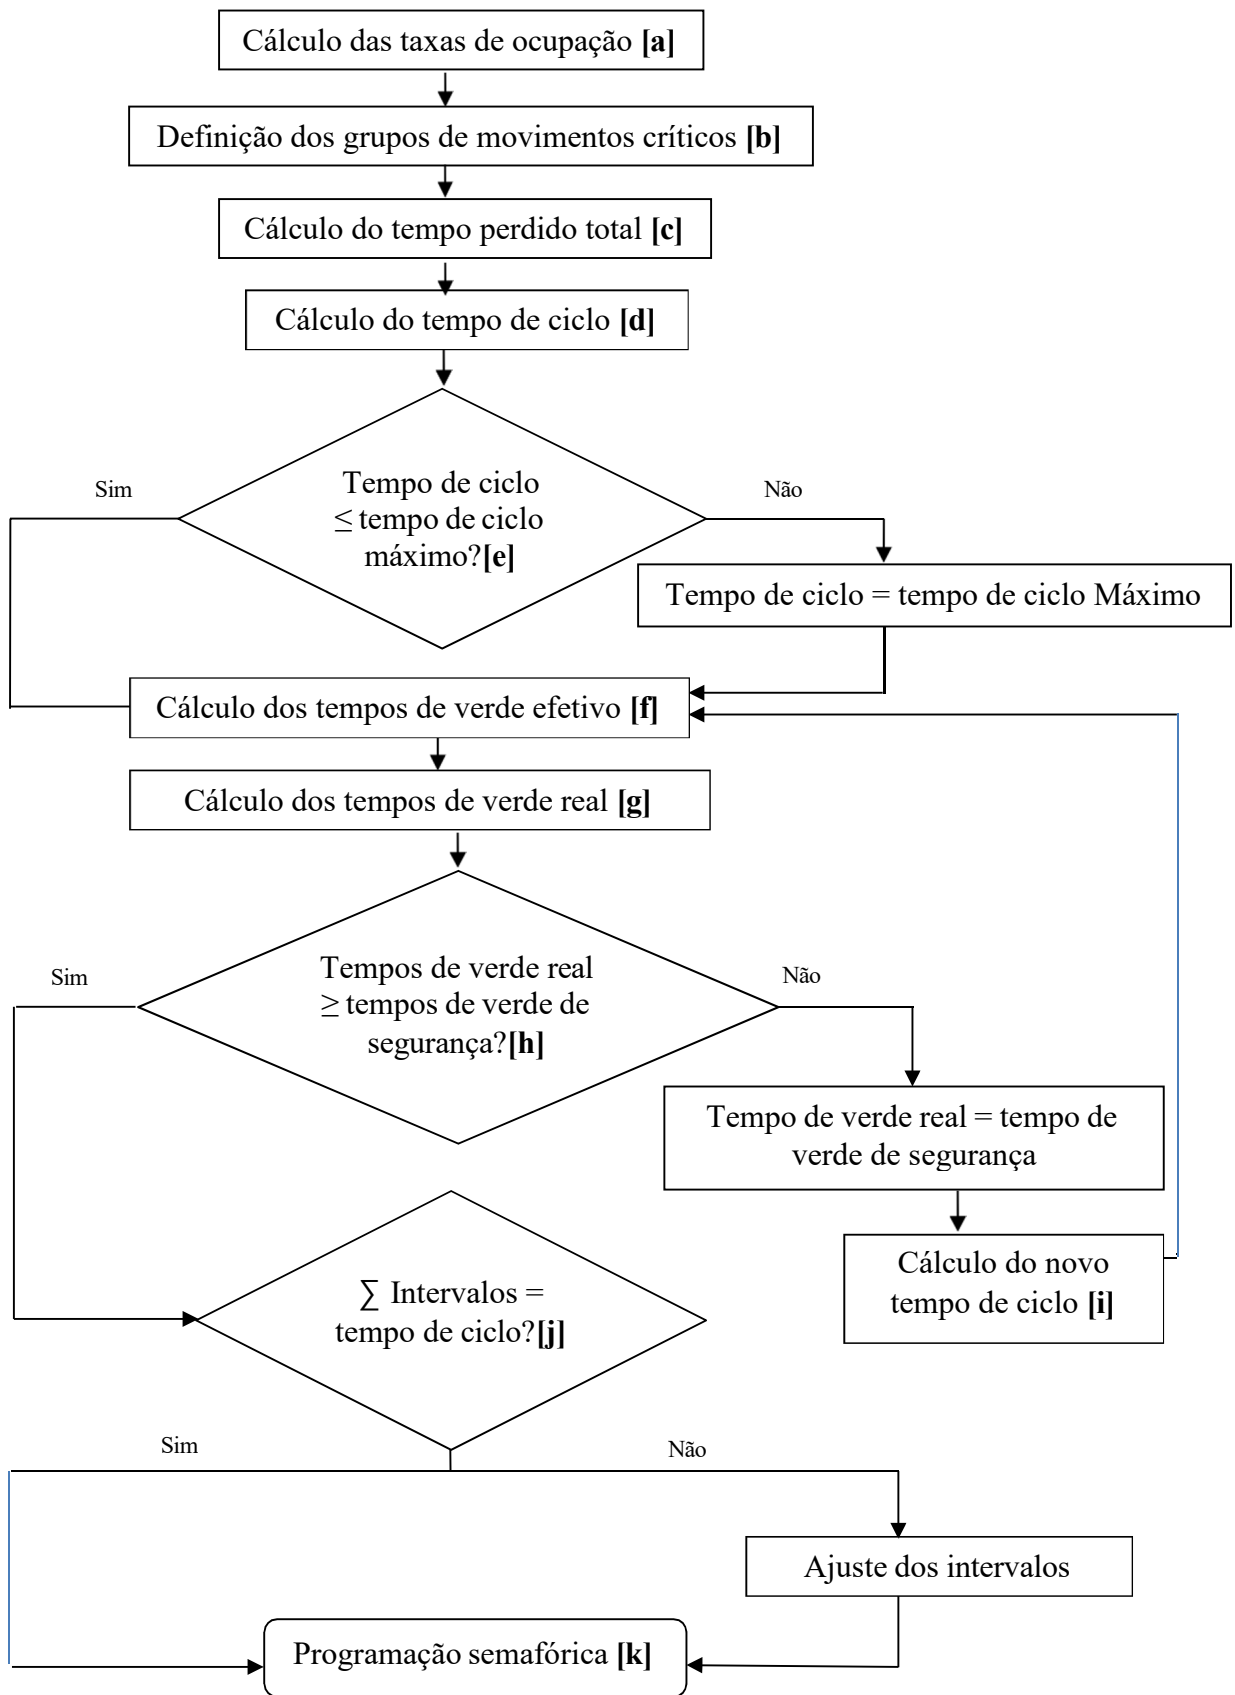 Cálculo das taxas de ocupação [a]
Definição dos grupos de movimentos críticos [b]
Cálculo do tempo perdido total [c]
Cálculo do tempo de ciclo [d]
Tempo de ciclo
≤ tempo de ciclo
máximo?[e]
Sim
Não
Tempo de ciclo = tempo de ciclo Máximo
Cálculo dos tempos de verde efetivo [f]
Cálculo dos tempos de verde real [g]
Tempos de verde real
≥ tempos de verde de
segurança?[h]
Sim
Não
Tempo de verde real = tempo de
verde de segurança
Cálculo do novo
tempo de ciclo [i]
∑ Intervalos =
tempo de ciclo?[j]
Sim
Não
Ajuste dos intervalos
Programação semafórica [k]